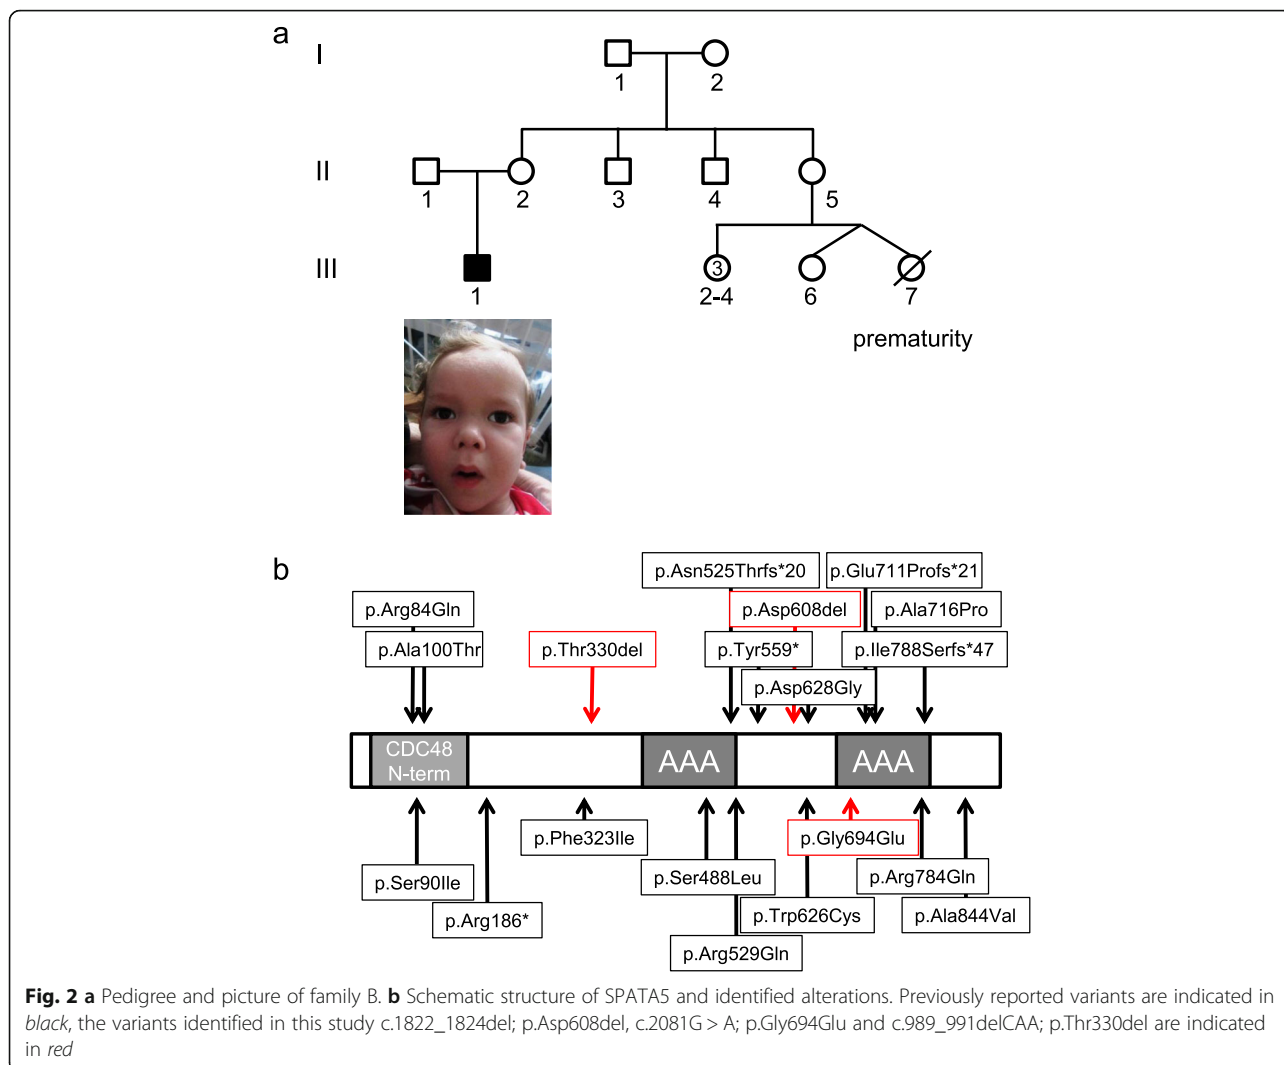 a
I
1
2
II
1
2
3
4
5
III
3
1
2-4
6
7
prematurity
b
p.Asn525Thrfs*20
p.Glu711Profs*21
p.Arg84Gln
p.Asp608del
p.Ala716Pro
p.Ala100Thr
p.Thr330del
p.Tyr559*
p.Ile788Serfs*47
p.Asp628Gly
CDC48
N-term
AAA
AAA
p.Phe323Ile
p.Gly694Glu
p.Ser90Ile
p.Ser488Leu
p.Arg784Gln
p.Arg186*
p.Trp626Cys
p.Ala844Val
p.Arg529Gln
Fig. 2 a Pedigree and picture of family B. b Schematic structure of SPATA5 and identified alterations. Previously reported variants are indicated in
black, the variants identified in this study c.1822_1824del; p.Asp608del, c.2081G > A; p.Gly694Glu and c.989_991delCAA; p.Thr330del are indicated
in red